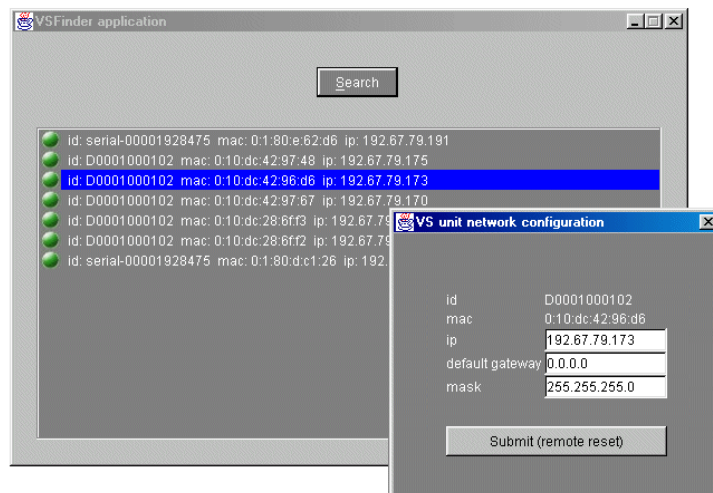 VSFinder application
Search
id: serial-00001928475 mac: 0:1:80:e:62:d6 ip: 192.67.79.191
id: D0001000102 mac: 0:10:dc:42:97:48 ip: 192.67.79.175
id: D0001000102 mac: 0:10:dc:42:96:d6 ip: 192.67.79.173
id: D0001000102 mac: 0:10:dc:42:97:67 ip: 192.67.79.170
id: D0001000102 mac: 0:10:dc:28:6f:f3 ip: 192.67.79
id: D0001000102 mac: 0:10:dc:28:6f:f2 ip: 192.67.79
id: serial-00001928475 mac: 0:1:80:d:c1:26 ip: 192.
VS unit network configuration
id D0001000102
mac 0:10:dc:42:96:d6
ip 192.67.79.173
default gateway 0.0.0.0
mask 255.255.255.0
Submit (remote reset)